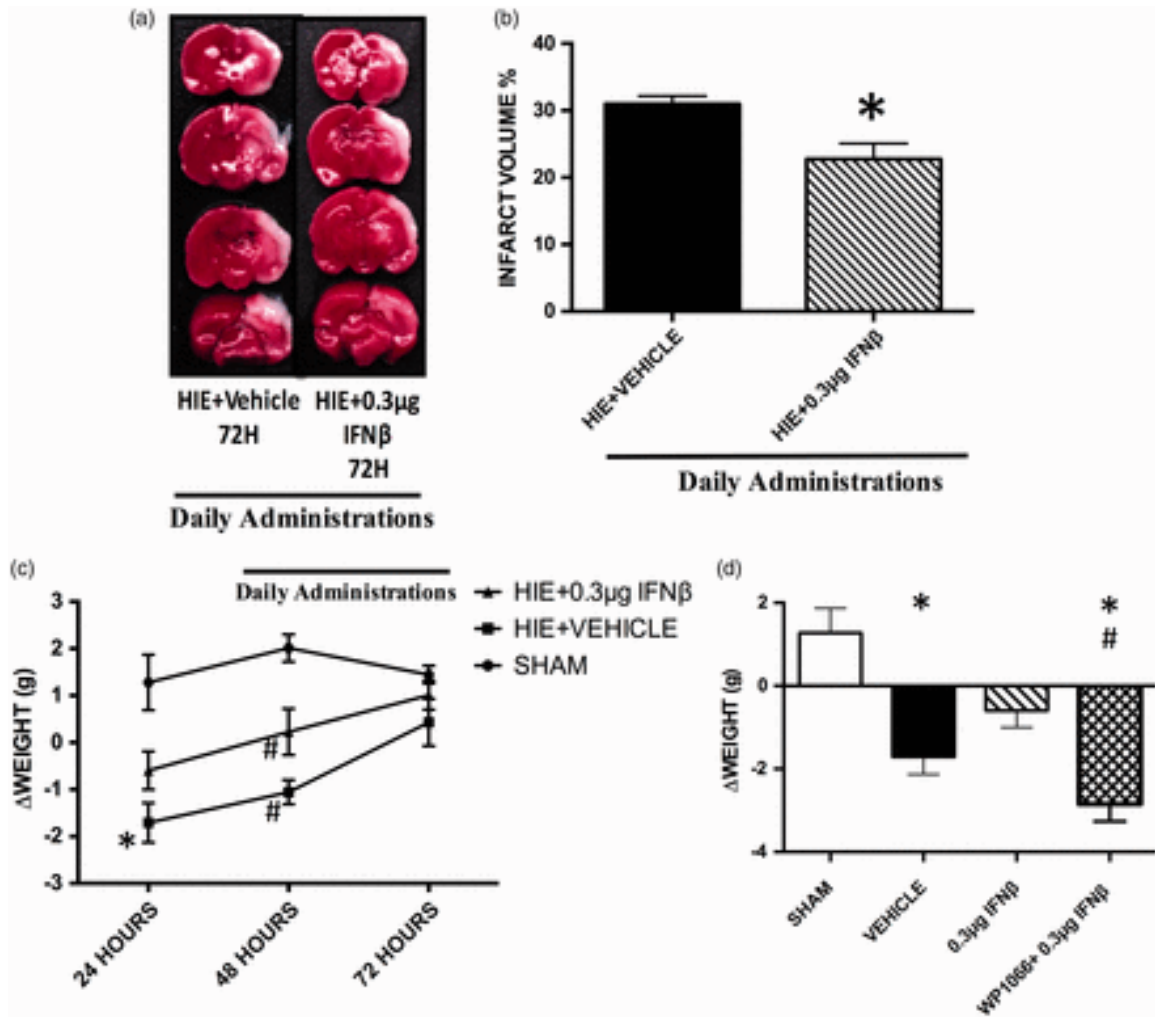 (a)
HIE+Vehicle
72H
HIE+0.3µg
IFNβ
72H
Daily Administrations
(b)
INFARCT VOLUME %
40
30
20
10
0
*
HIE+VEHICLE
HIE+0.3µg IFNβ
Daily Administrations
(c)
Daily Administrations
ΔWEIGHT (g)
3
2
1
0
-1
-2
-3
*
#
#
24 HOURS
48 HOURS
72 HOURS
HIE+0.3µg IFNβ
HIE+VEHICLE
SHAM
(d)
ΔWEIGHT (g)
2
0
-2
-4
*
*
#
SHAM
VEHICLE
0.3µg IFNβ
WP1066+ 0.3µg IFNβ